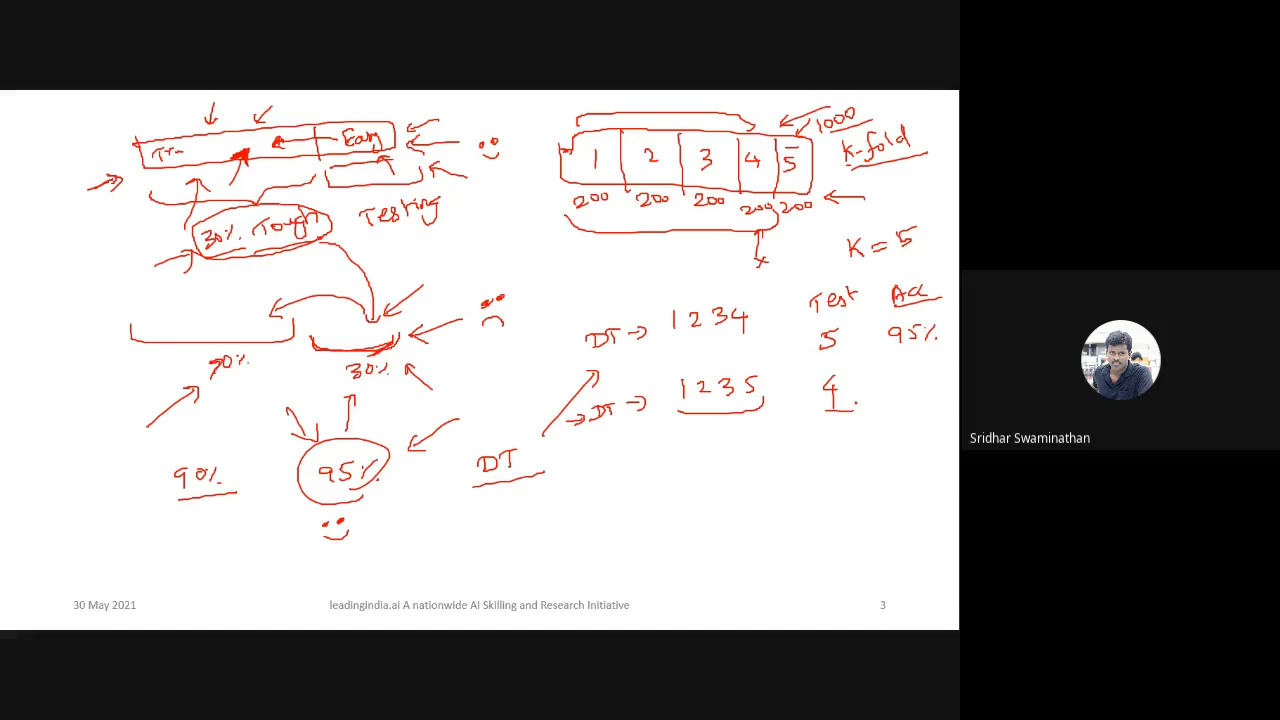 Tr-
Easy
Testing
30% Tough
70%
30%
90%
95%
DT
1000
K-fold
1 2 3 4 5
200 200 200 200 200
K = 5
Test Acc
DT → 1 2 3 4 5 95%
→ DT → 1 2 3 5 4
30 May 2021
leadingindia.ai A nationwide AI Skilling and Research Initiative
3
Sridhar Swaminathan